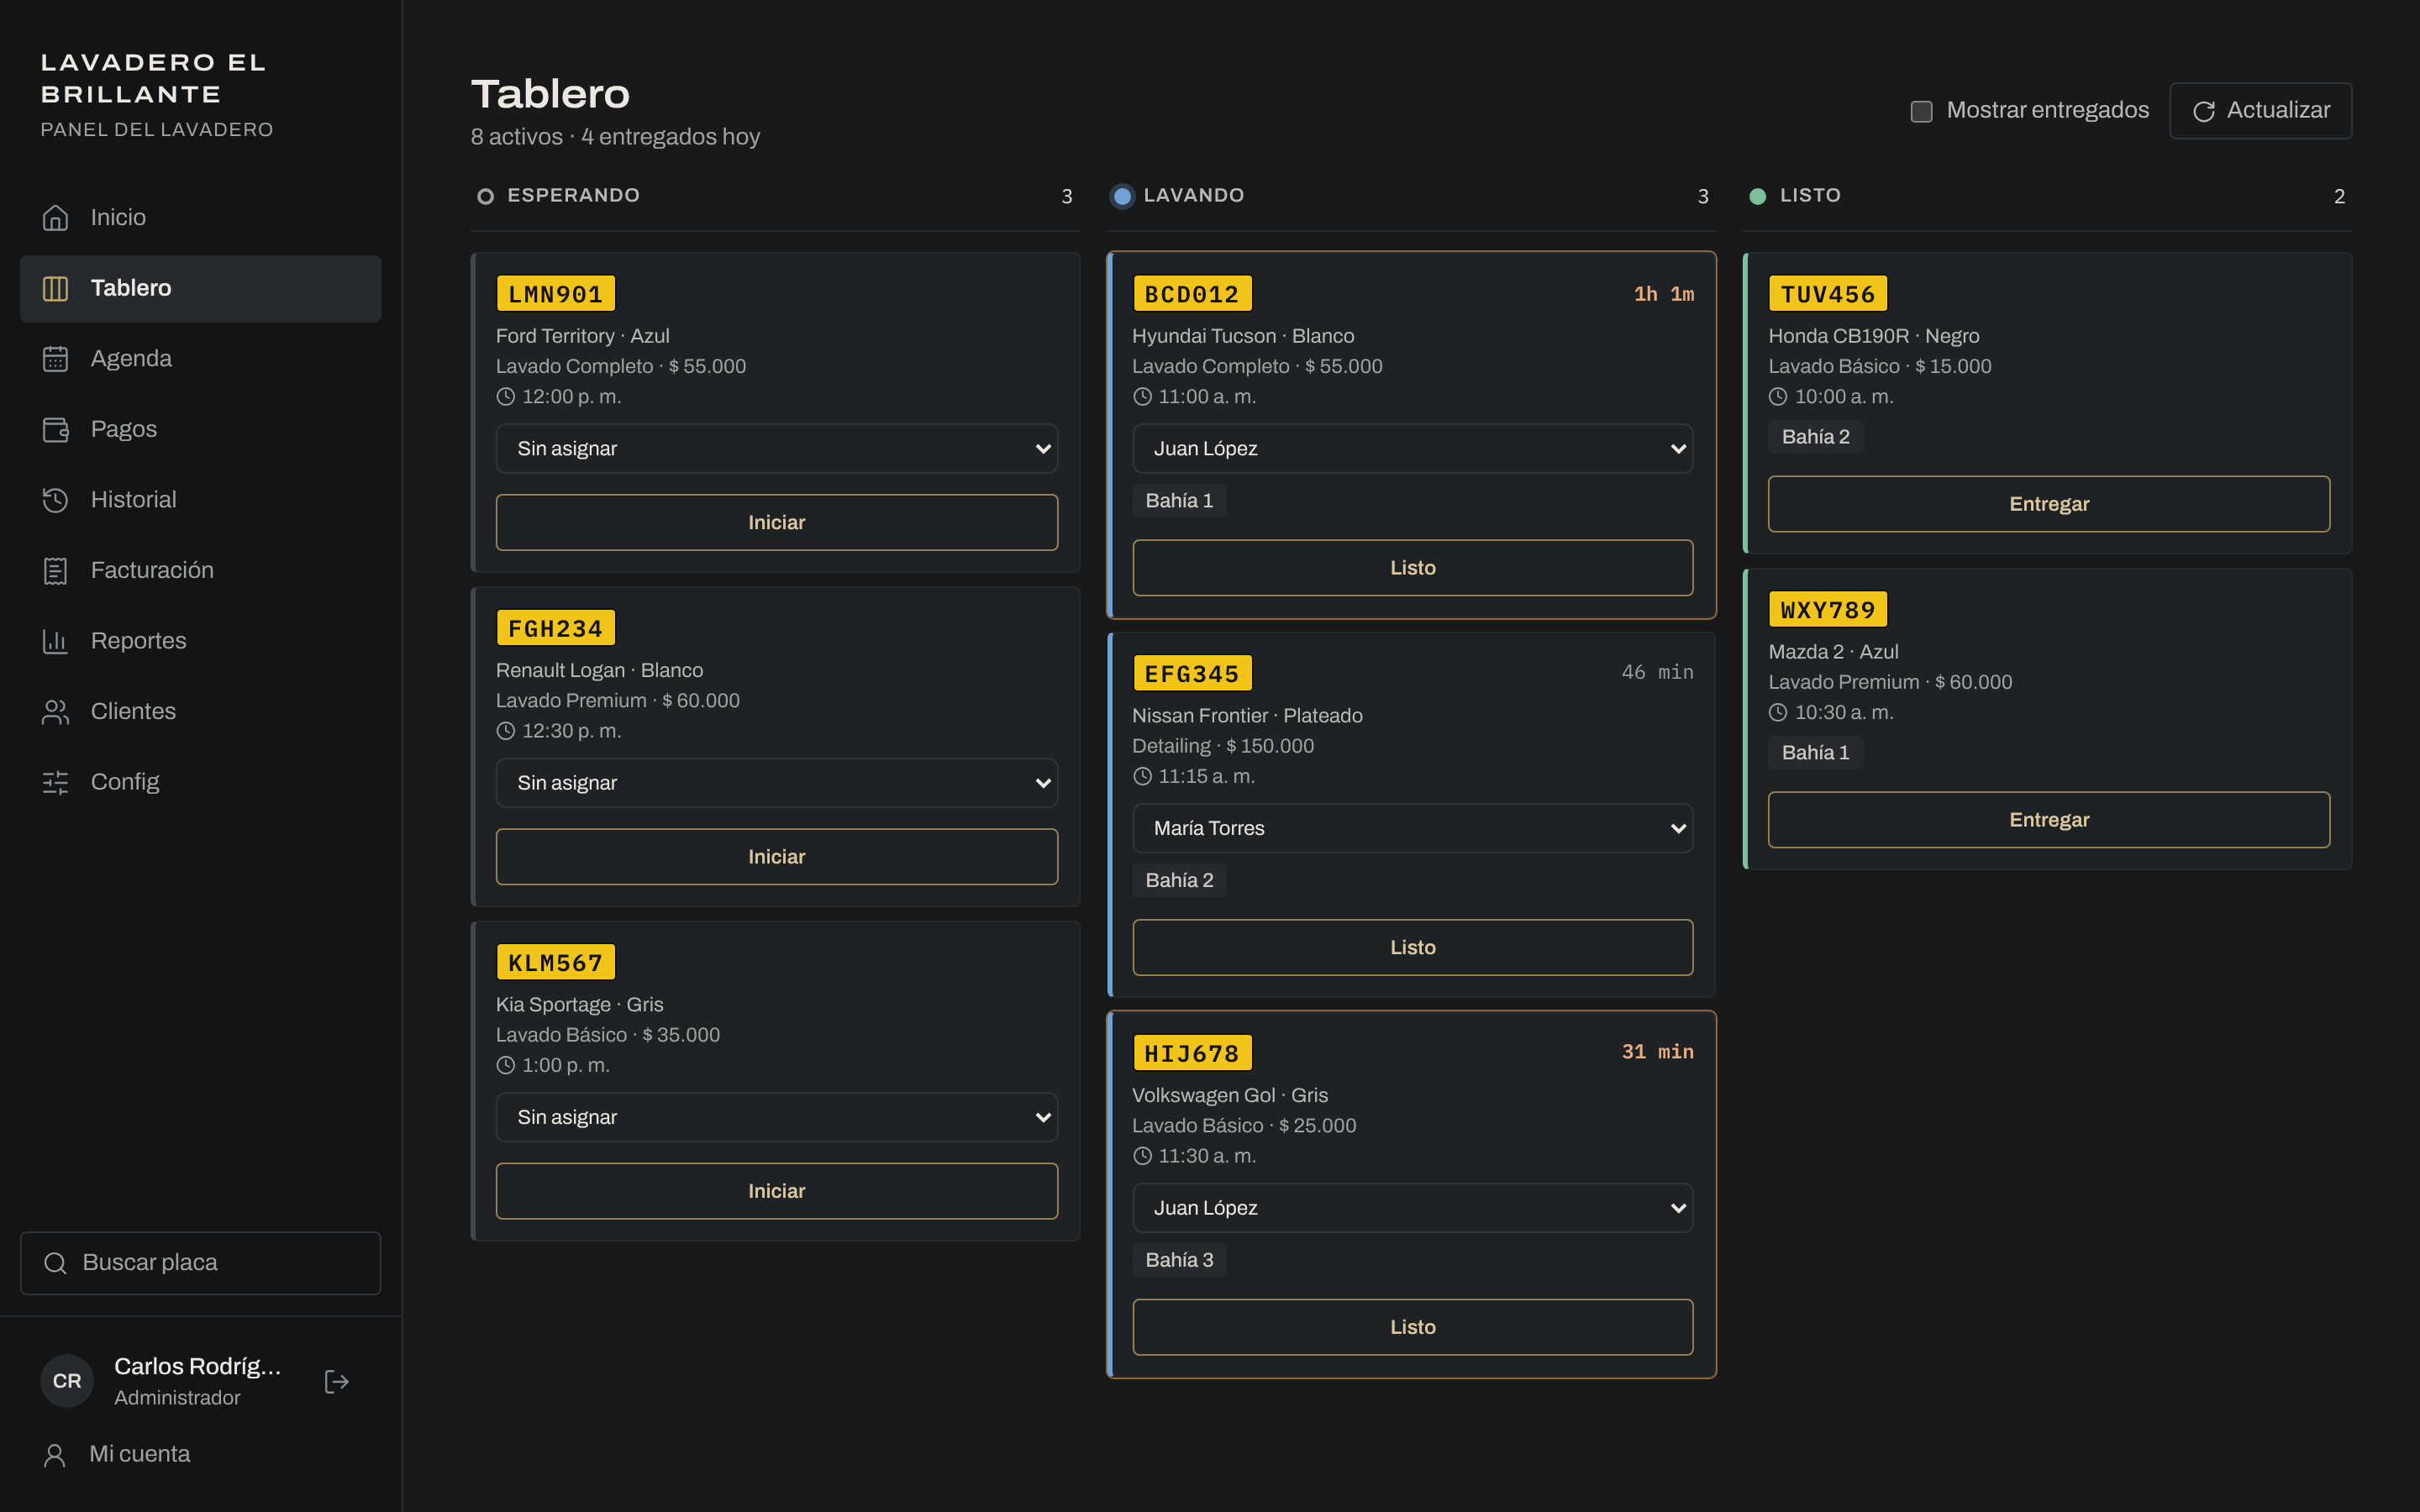 LAVADERO EL
BRILLANTE
PANEL DEL LAVADERO
Inicio
Tablero
Agenda
Pagos
Historial
Facturación
Reportes
Clientes
Config
Buscar placa
CR
Carlos Rodríg...
Administrador
Mi cuenta
Tablero
8 activos · 4 entregados hoy
Mostrar entregados
Actualizar
ESPERANDO 3
LMN901
Ford Territory · Azul
Lavado Completo · $ 55.000
12:00 p. m.
Sin asignar
Iniciar
FGH234
Renault Logan · Blanco
Lavado Premium · $ 60.000
12:30 p. m.
Sin asignar
Iniciar
KLM567
Kia Sportage · Gris
Lavado Básico · $ 35.000
1:00 p. m.
Sin asignar
Iniciar
LAVANDO 3
BCD012 1h 1m
Hyundai Tucson · Blanco
Lavado Completo · $ 55.000
11:00 a. m.
Juan López
Bahía 1
Listo
EFG345 46 min
Nissan Frontier · Plateado
Detailing · $ 150.000
11:15 a. m.
María Torres
Bahía 2
Listo
HIJ678 31 min
Volkswagen Gol · Gris
Lavado Básico · $ 25.000
11:30 a. m.
Juan López
Bahía 3
Listo
LISTO 2
TUV456
Honda CB190R · Negro
Lavado Básico · $ 15.000
10:00 a. m.
Bahía 2
Entregar
WXY789
Mazda 2 · Azul
Lavado Premium · $ 60.000
10:30 a. m.
Bahía 1
Entregar